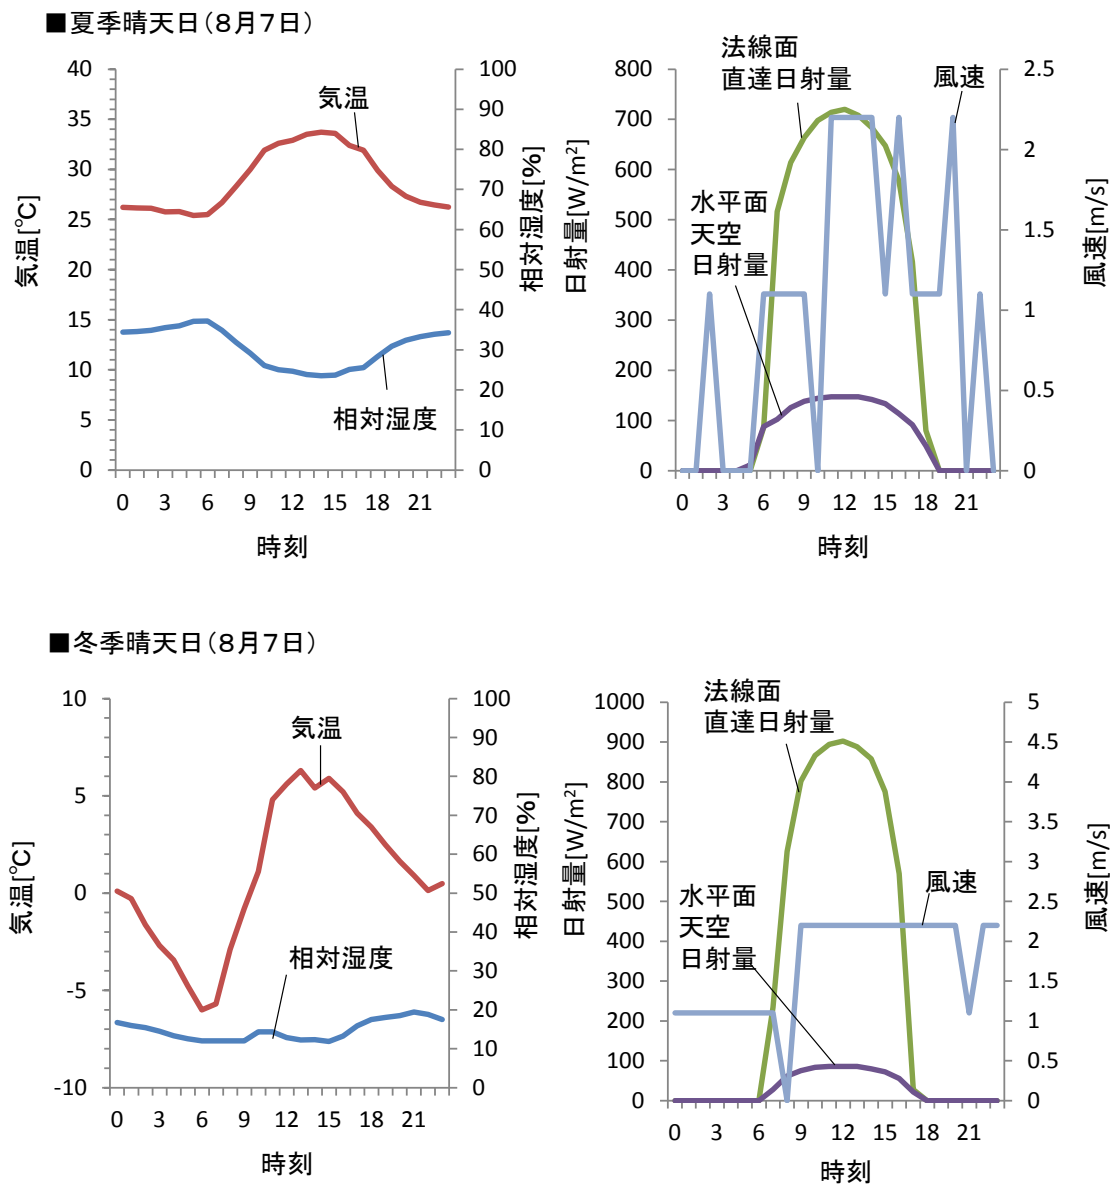 ■夏季晴天日(8月7日)
気温[℃]
40
35
30
25
20
15
10
5
0
気温
相対湿度
100
90
80
70
60
50
40
30
20
10
0
相対湿度[%]
0 3 6 9 12 15 18 21
時刻
日射量[W/m²]
800
700
600
500
400
300
200
100
0
法線面
直達日射量
風速
水平面
天空
日射量
2.5
2
1.5
1
0.5
0
風速[m/s]
0 3 6 9 12 15 18 21
時刻
■冬季晴天日(8月7日)
気温[℃]
10
5
0
-5
-10
気温
相対湿度
100
90
80
70
60
50
40
30
20
10
0
相対湿度[%]
0 3 6 9 12 15 18 21
時刻
日射量[W/m²]
1000
900
800
700
600
500
400
300
200
100
0
法線面
直達日射量
水平面
天空
日射量
風速
5
4.5
4
3.5
3
2.5
2
1.5
1
0.5
0
風速[m/s]
0 3 6 9 12 15 18 21
時刻